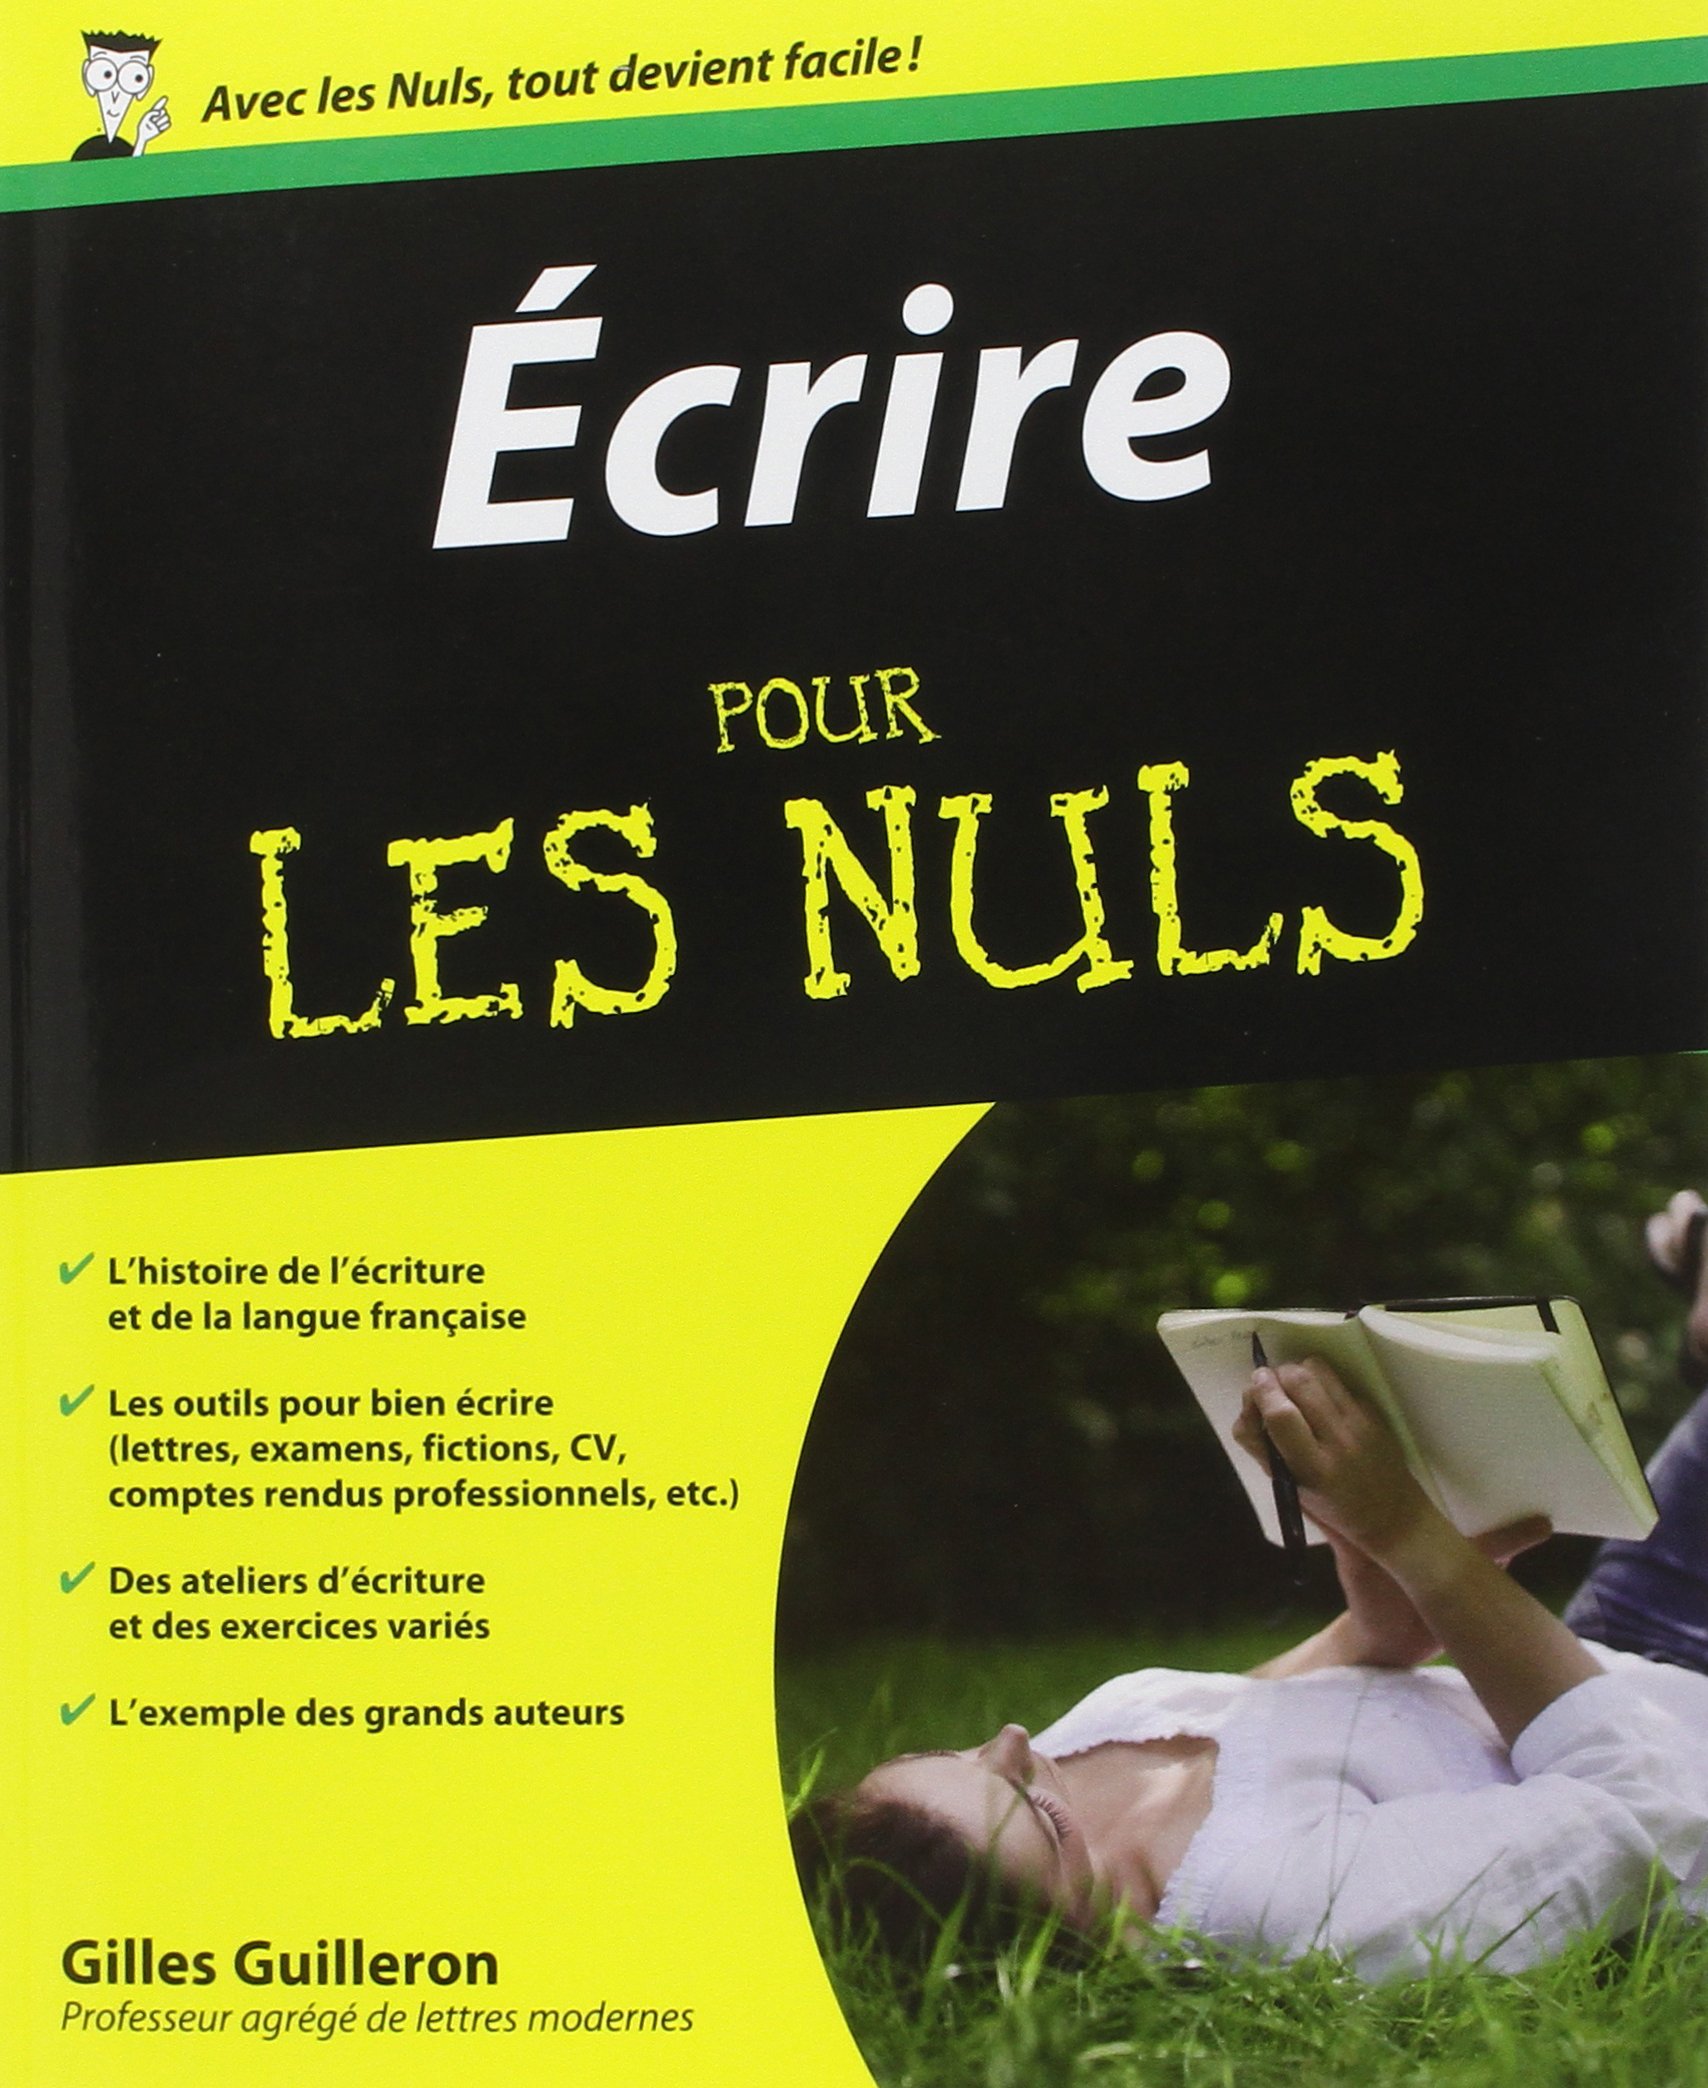 Avec les Nuls, tout devient facile !
Écrire
POUR
LES NULS
✔ L'histoire de l'écriture
et de la langue française
✔ Les outils pour bien écrire
(lettres, examens, fictions, CV,
comptes rendus professionnels, etc.)
✔ Des ateliers d'écriture
et des exercices variés
✔ L'exemple des grands auteurs
Gilles Guilleron
Professeur agrégé de lettres modernes